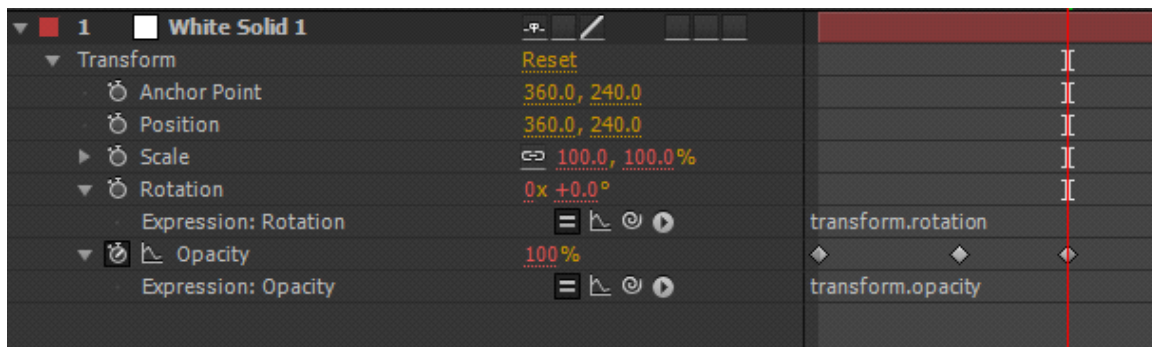 1 White Solid 1
Transform Reset
Anchor Point 360.0, 240.0
Position 360.0, 240.0
Scale 100.0, 100.0%
Rotation 0x +0.0°
Expression: Rotation transform.rotation
Opacity 100%
Expression: Opacity transform.opacity